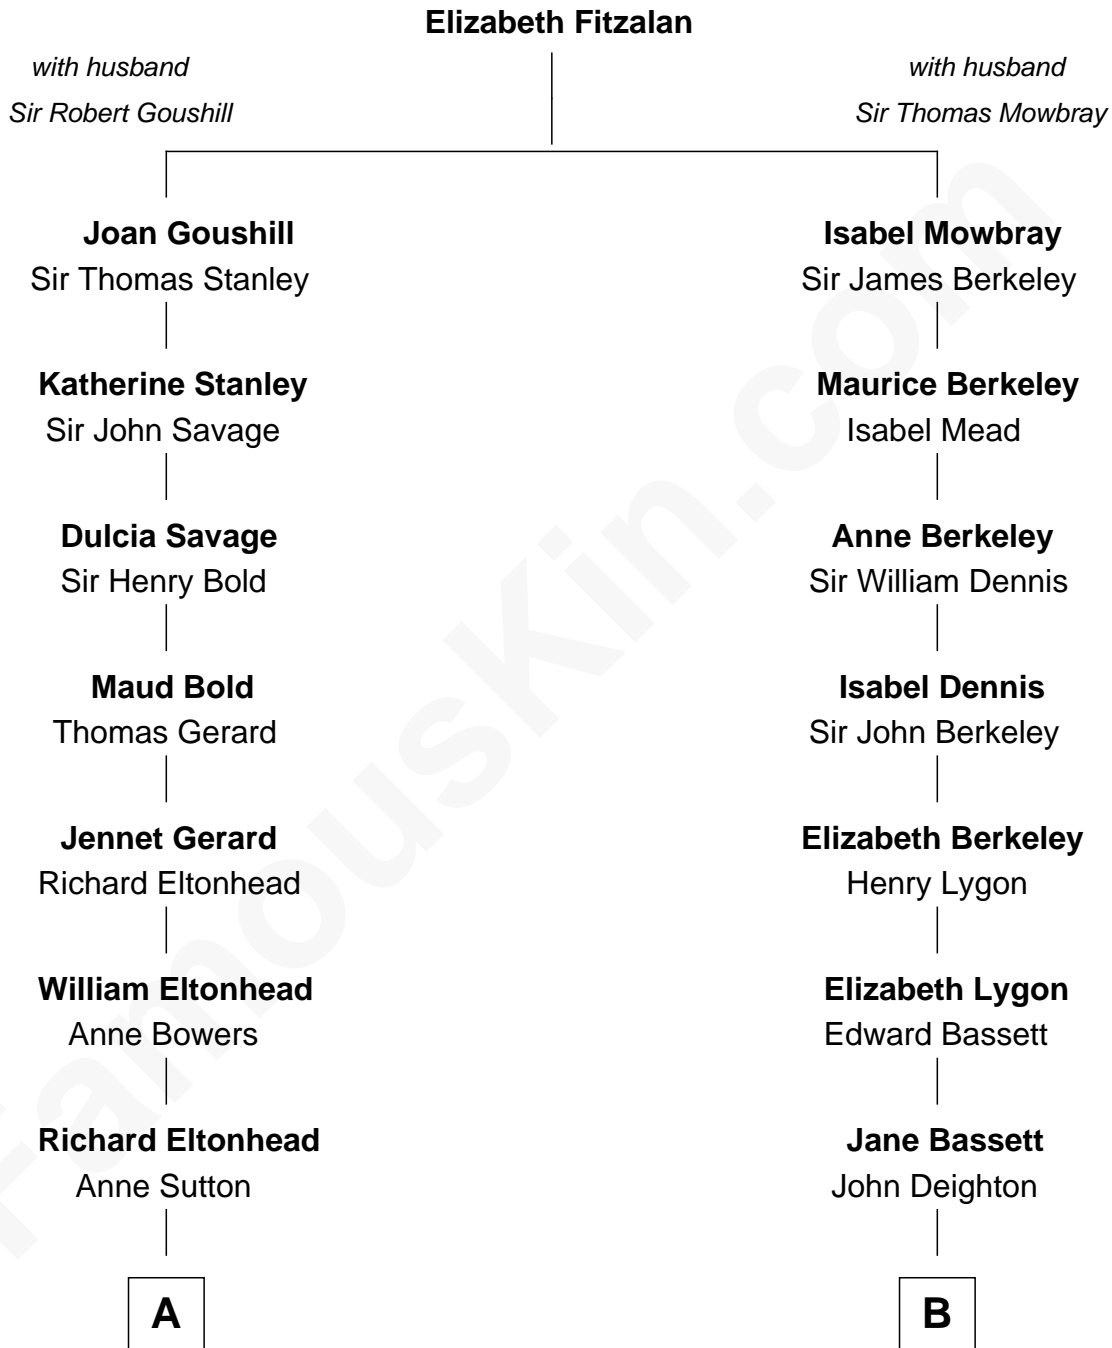 Elizabeth Fitzalan
with husband
Sir Robert Goushill
with husband
Sir Thomas Mowbray
Joan Goushill
Sir Thomas Stanley
Isabel Mowbray
Sir James Berkeley
Katherine Stanley
Sir John Savage
Maurice Berkeley
Isabel Mead
Dulcia Savage
Sir Henry Bold
Anne Berkeley
Sir William Dennis
Maud Bold
Thomas Gerard
Isabel Dennis
Sir John Berkeley
Jennet Gerard
Richard Eltonhead
Elizabeth Berkeley
Henry Lygon
William Eltonhead
Anne Bowers
Elizabeth Lygon
Edward Bassett
Richard Eltonhead
Anne Sutton
Jane Bassett
John Deighton
A
B
FamousKin.com